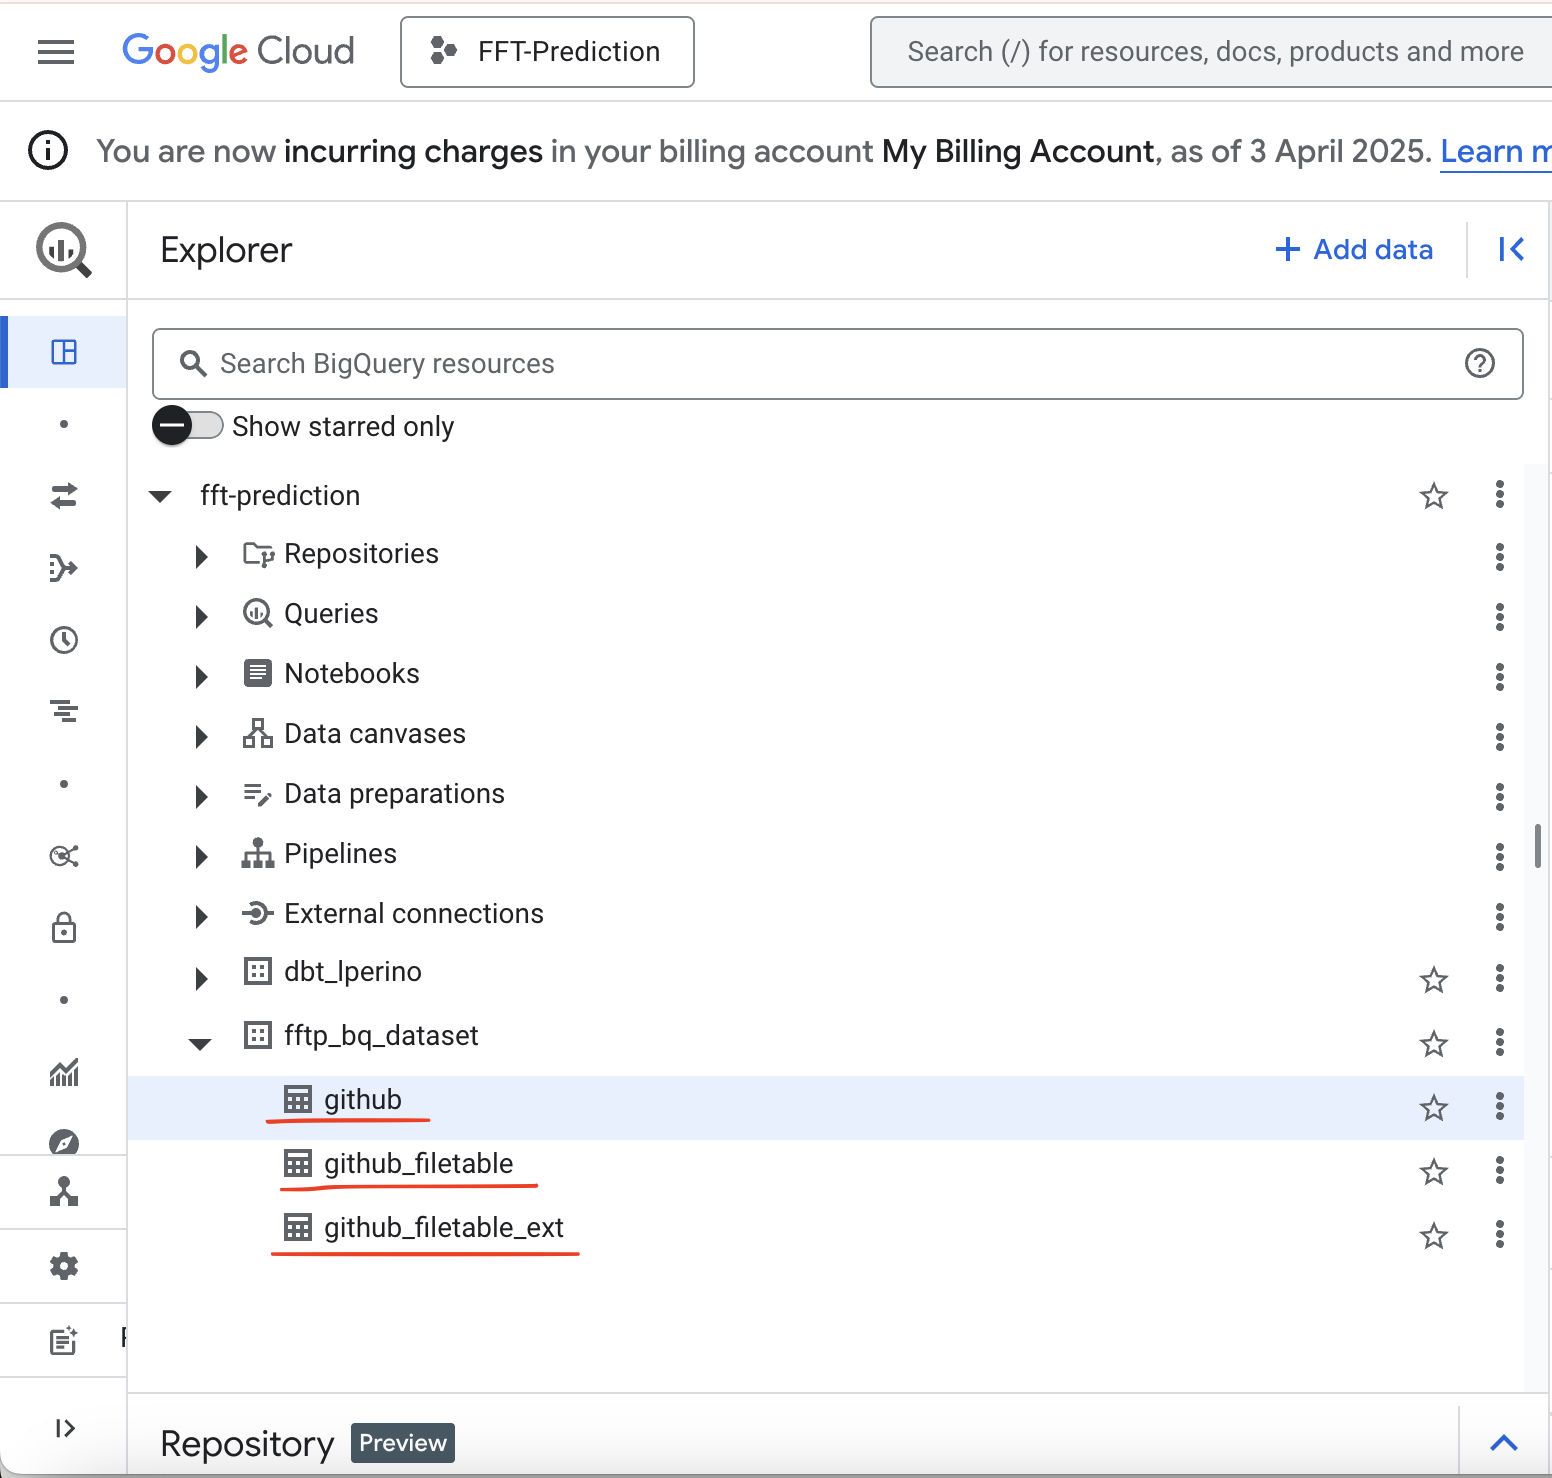 Google Cloud
FFT-Prediction
Search (/) for resources, docs, products and more
You are now incurring charges in your billing account My Billing Account, as of 3 April 2025. Learn m
Explorer
+ Add data
Search BigQuery resources
Show starred only
fft-prediction
Repositories
Queries
Notebooks
Data canvases
Data preparations
Pipelines
External connections
dbt_lperino
fftp_bq_dataset
github
github_filetable
github_filetable_ext
Repository Preview